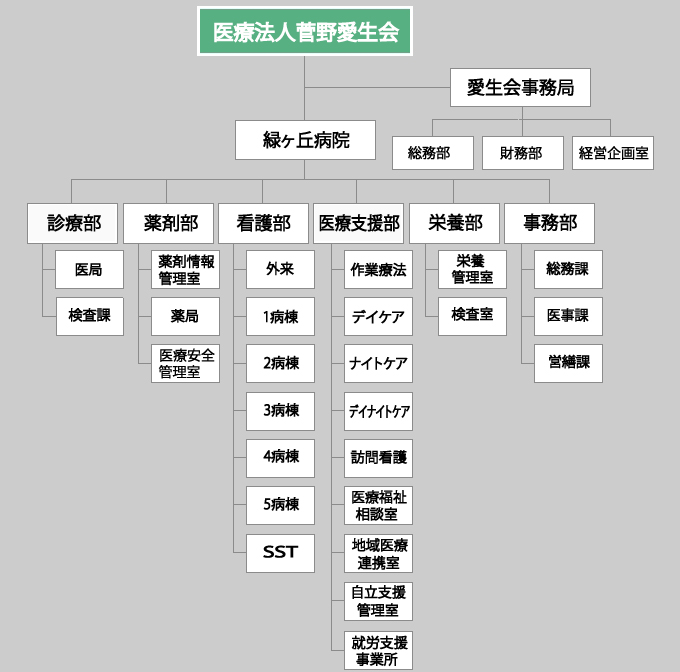 医療法人菅野愛生会
愛生会事務局
緑ヶ丘病院
総務部
財務部
経営企画室
診療部
薬剤部
看護部
医療支援部
栄養部
事務部
医局
検査課
薬剤情報
管理室
薬局
医療安全
管理室
外来
1病棟
2病棟
3病棟
4病棟
5病棟
SST
作業療法
デイケア
ナイトケア
デイナイトケア
訪問看護
医療福祉
相談室
地域医療
連携室
自立支援
管理室
就労支援
事業所
栄養
管理室
検査室
総務課
医事課
営繕課